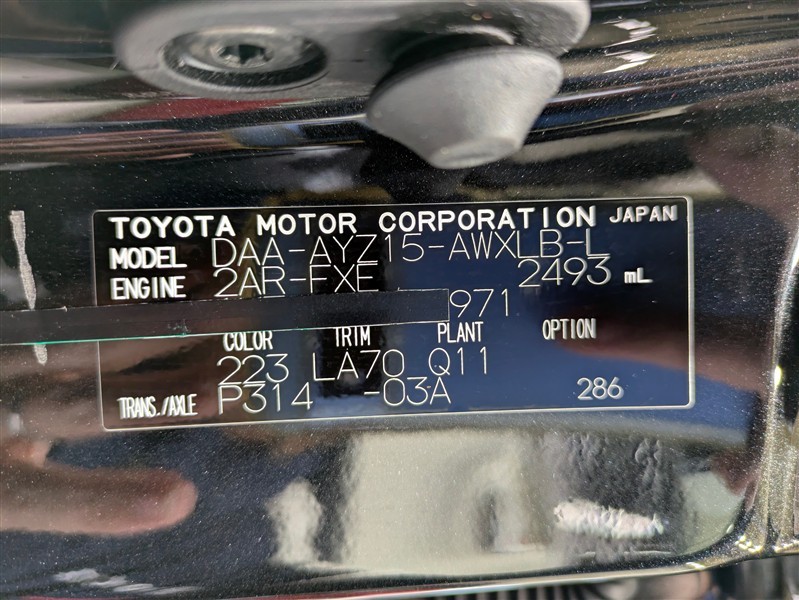 TOYOTA MOTOR CORPORATION JAPAN
MODEL DAA-AYZ15-AWXLB-L
ENGINE 2AR-FXE 2493 mL
971
COLOR TRIM PLANT OPTION
223 LA70 Q11
TRANS./AXLE P314 -03A 286